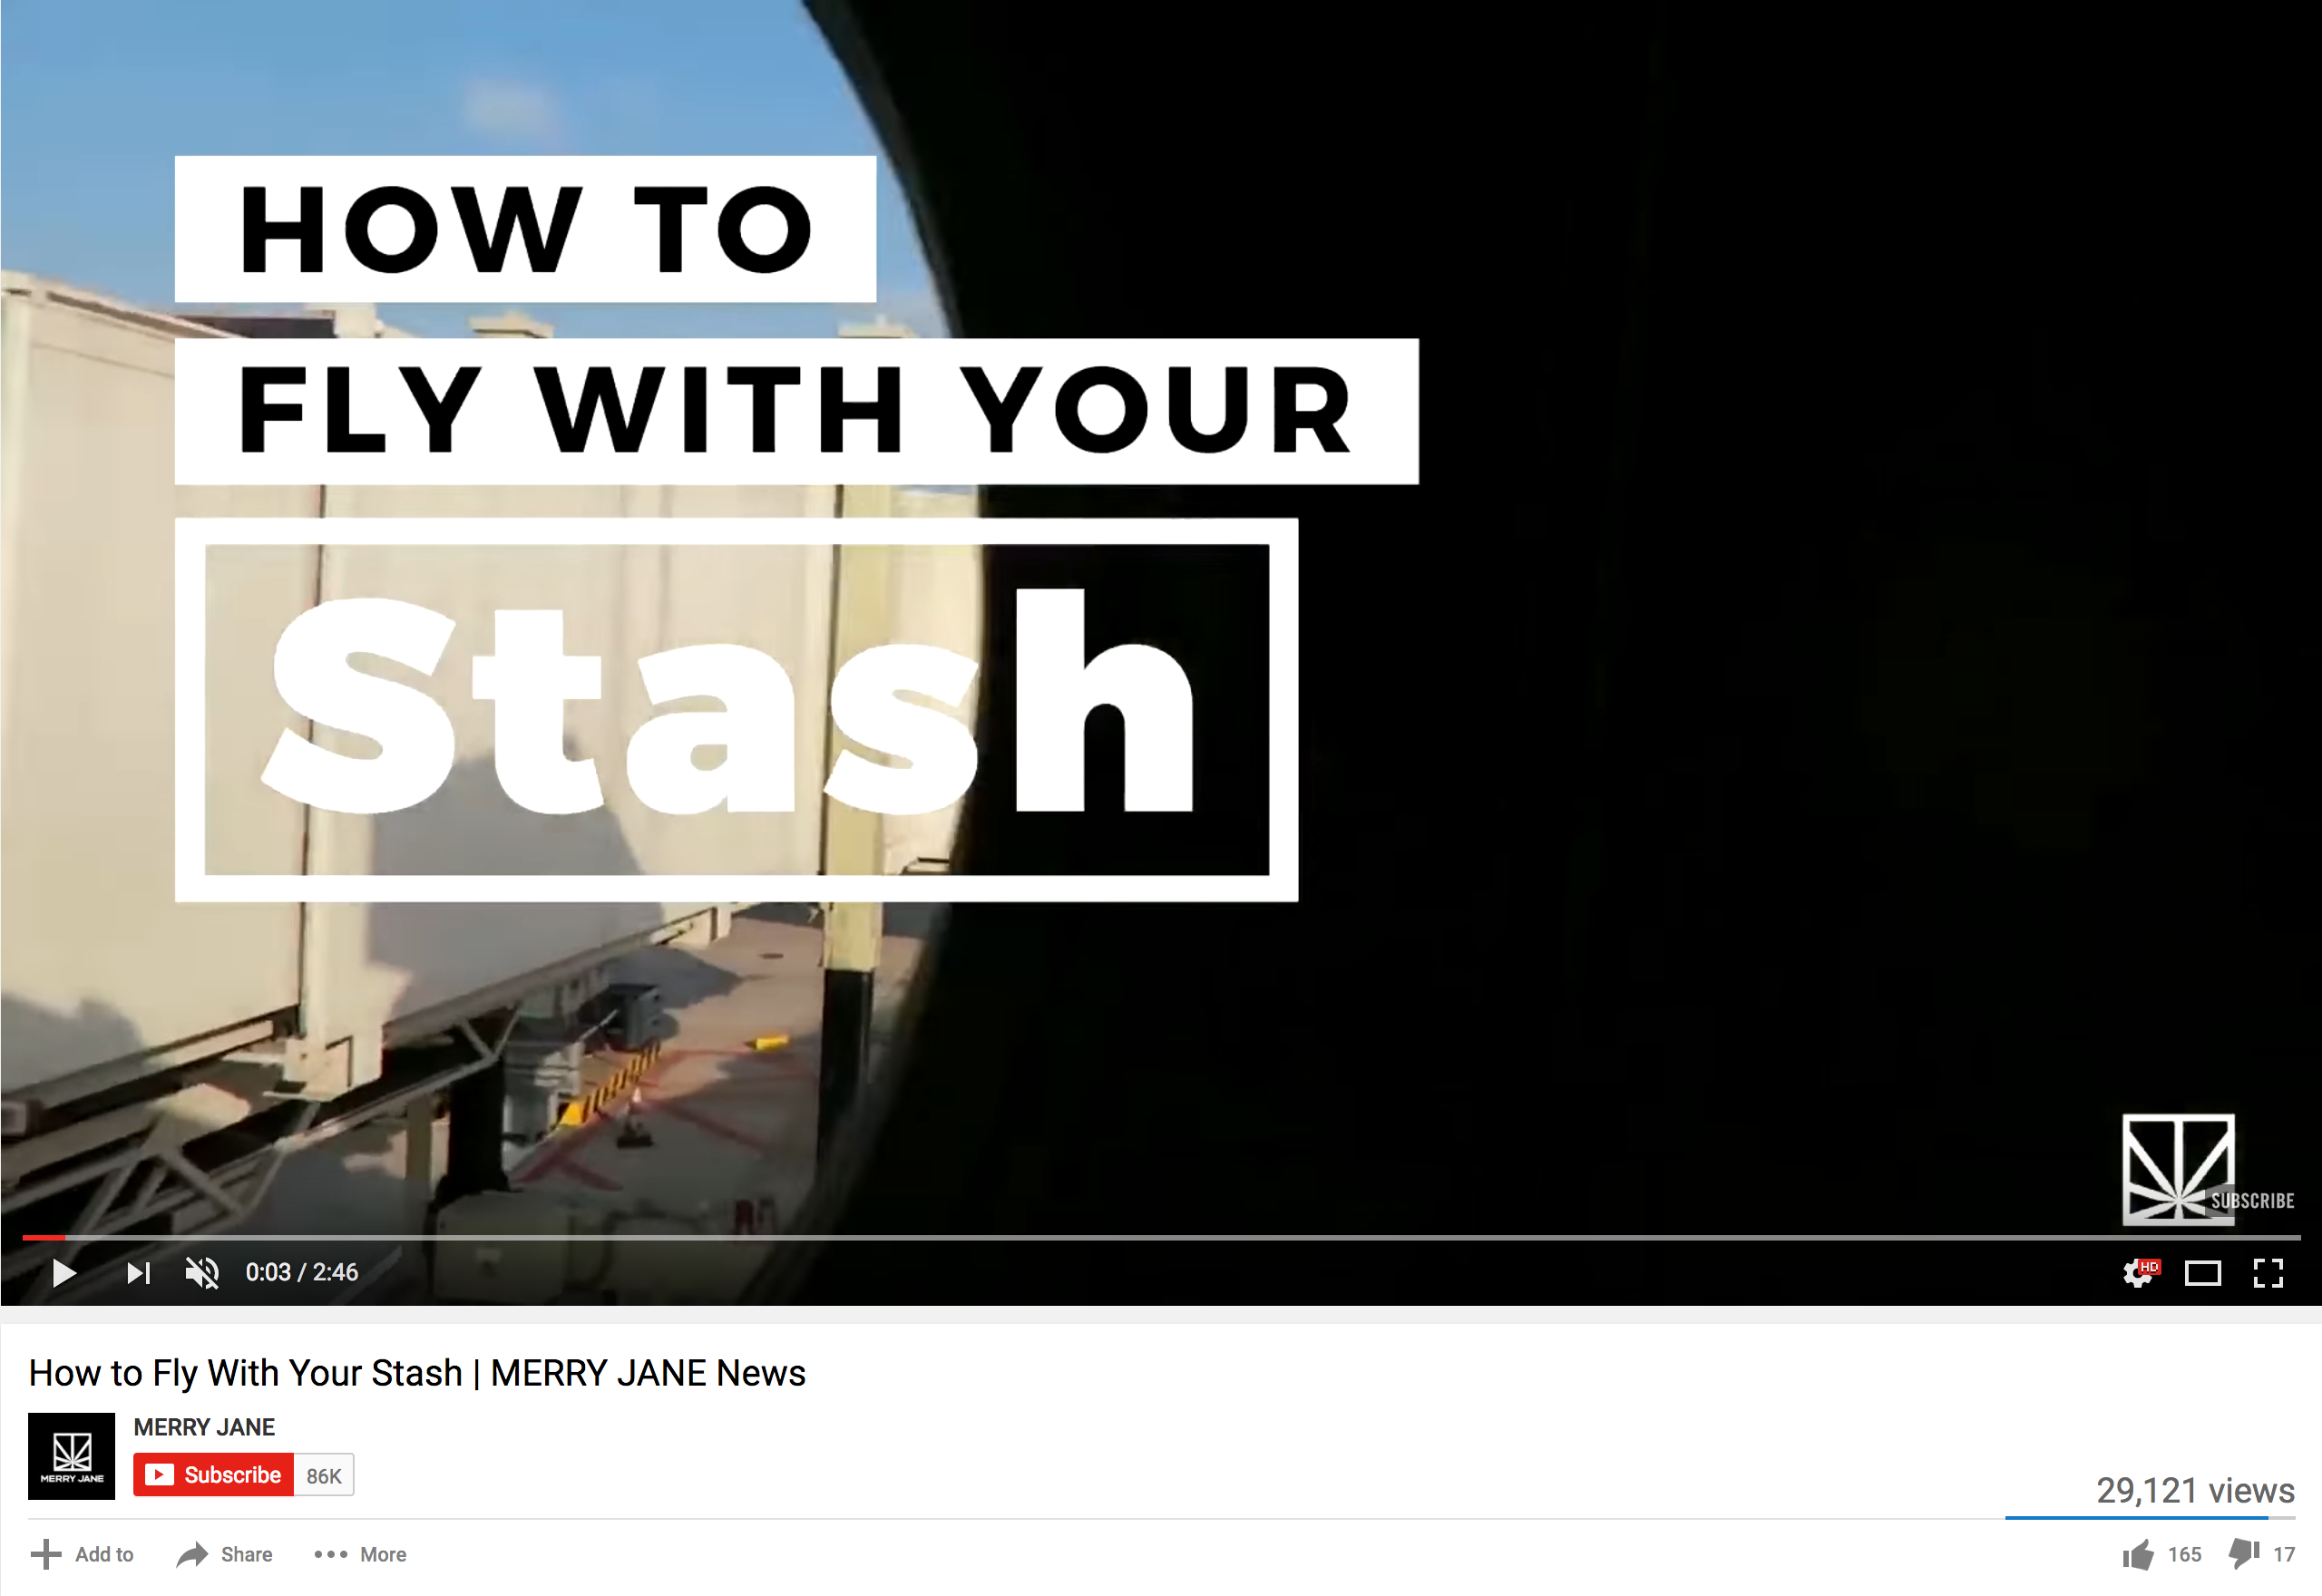 HOW TO
FLY WITH YOUR
Stash
SUBSCRIBE
0:03 / 2:46
HD
How to Fly With Your Stash | MERRY JANE News
MERRY JANE
MERRY JANE
Subscribe 86K
29,121 views
Add to Share More 165 17